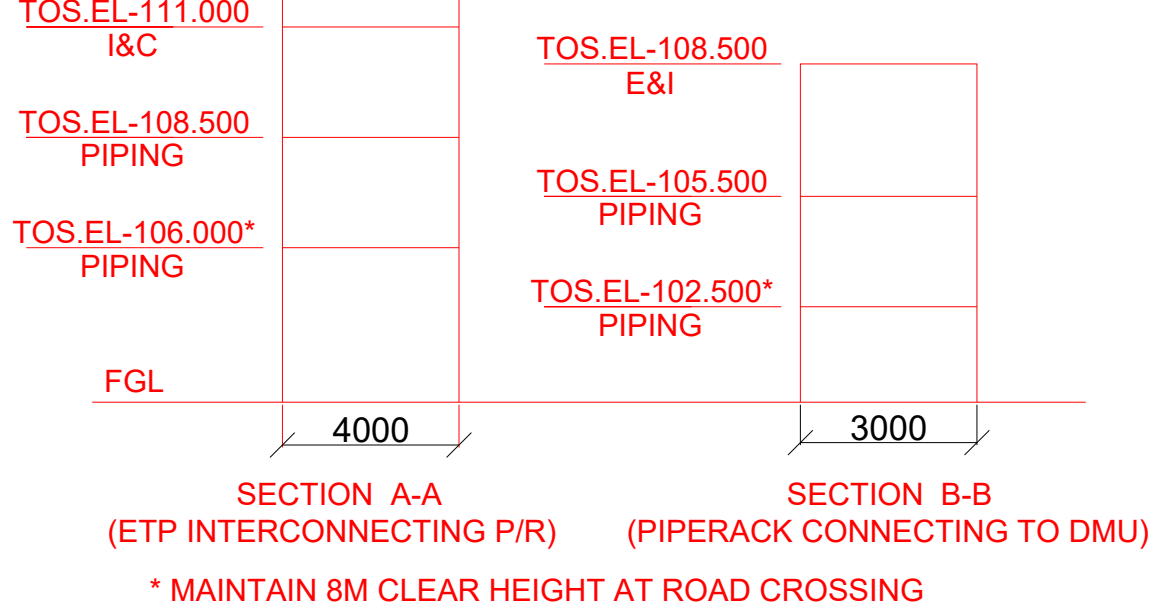 TOS.EL-111.000
I&C
TOS.EL-108.500
PIPING
TOS.EL-106.000*
PIPING
TOS.EL-108.500
E&I
TOS.EL-105.500
PIPING
TOS.EL-102.500*
PIPING
FGL
4000
3000
SECTION A-A
(ETP INTERCONNECTING P/R)
SECTION B-B
(PIPERACK CONNECTING TO DMU)
* MAINTAIN 8M CLEAR HEIGHT AT ROAD CROSSING